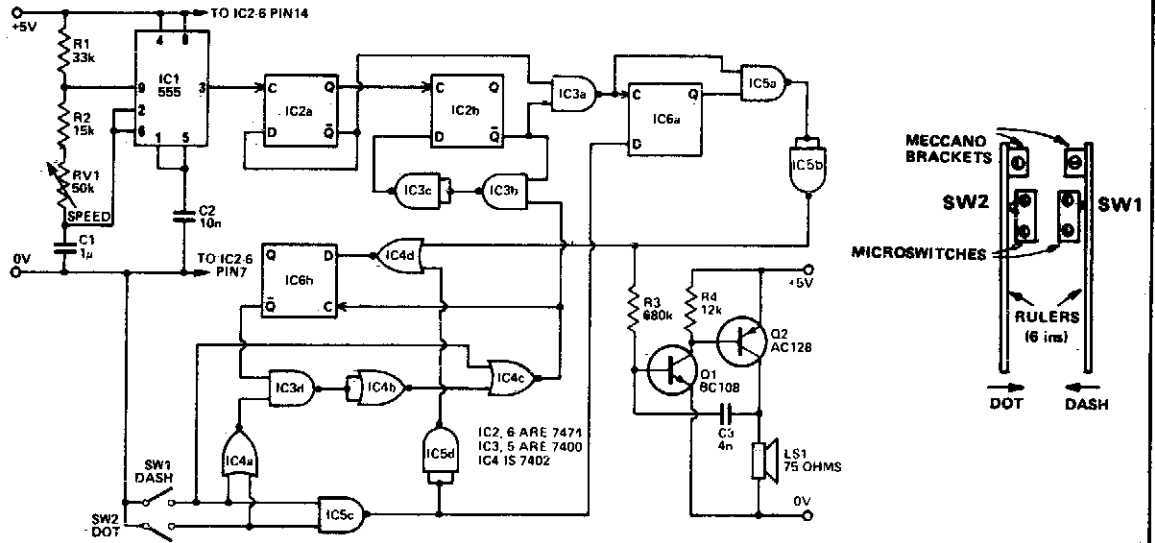 TO IC2-6 PIN14
+5V
R1
33k
4
8
IC1
555
9
3
2
6
1
5
R2
15k
RV1
50k
SPEED
C1
1µ
C2
10n
0V
TO IC2-6
PIN7
C
Q
IC2a
D
Q̅
C
Q
IC2b
D
Q̅
IC3a
C
Q
IC6a
D
IC5a
IC5b
IC3c
IC3b
Q
D
IC6b
Q̅
C
IC4d
IC3d
IC4b
IC4c
IC4a
IC5d
IC5c
SW1
DASH
SW2
DOT
IC2, 6 ARE 7471
IC3, 5 ARE 7400
IC4 IS 7402
R3
680k
R4
12k
+5V
Q2
AC128
Q1
BC108
C3
4n
LS1
75 OHMS
0V
MECCANO
BRACKETS
SW2
SW1
MICROSWITCHES
RULERS
(6 ins)
DOT
DASH